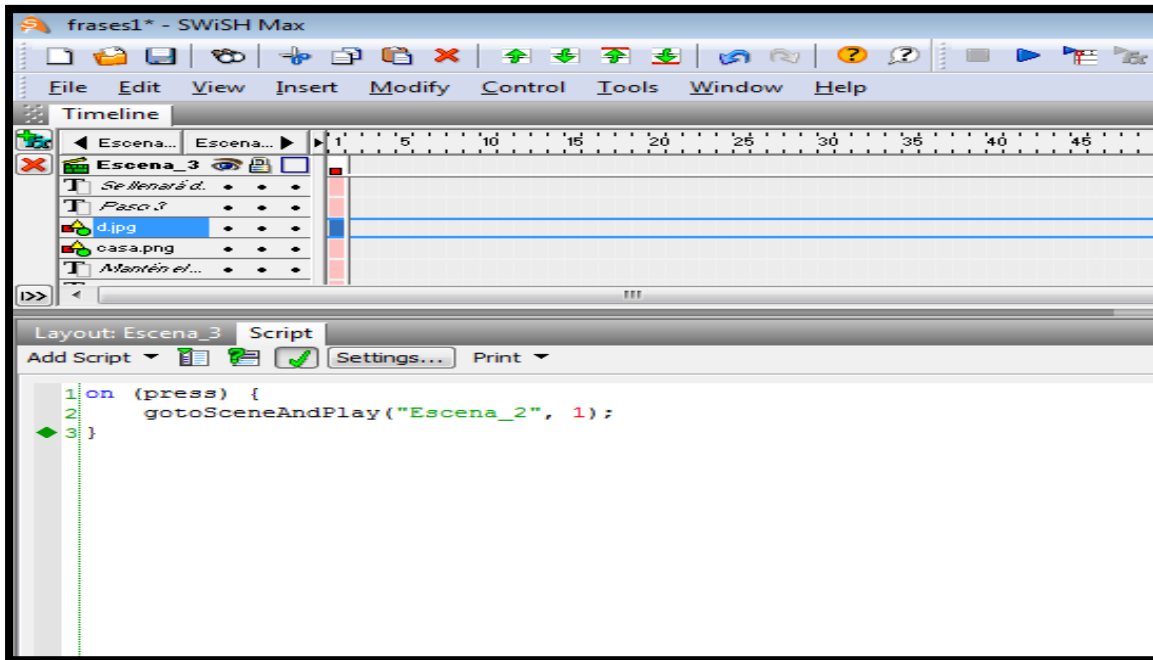 frases1* - SWiSH Max
File Edit View Insert Modify Control Tools Window Help
Timeline
Escena... Escena... 1 5 10 15 20 25 30 35 40 45
Escena_3
Se llenará d.
Paso 3
d.jpg
casa.png
Mantén el...
Layout: Escena_3 Script
Add Script Settings... Print
1 on (press) {
2 gotoSceneAndPlay("Escena_2", 1);
3 }